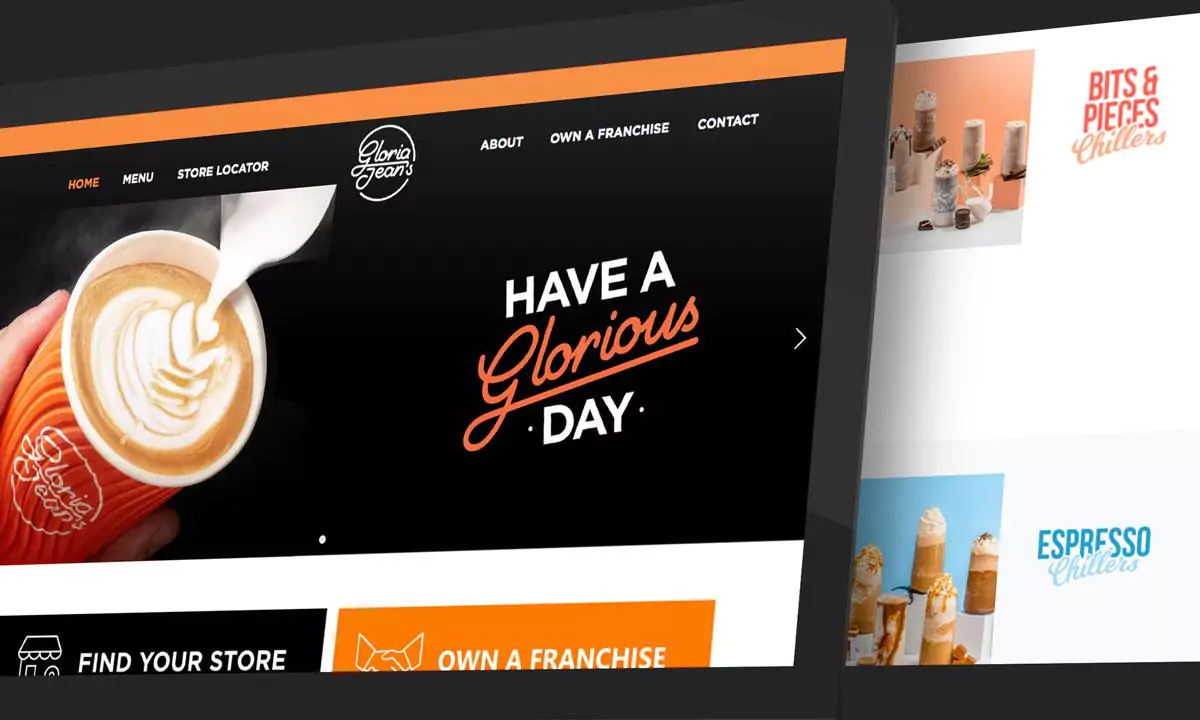 HOME
MENU
STORE LOCATOR
Gloria
Jean's
ABOUT
OWN A FRANCHISE
CONTACT
HAVE A
Glorious
· DAY ·
Gloria
Jean's
FIND YOUR STORE
OWN A FRANCHISE
BITS &
PIECES
Chillers
ESPRESSO
Chillers